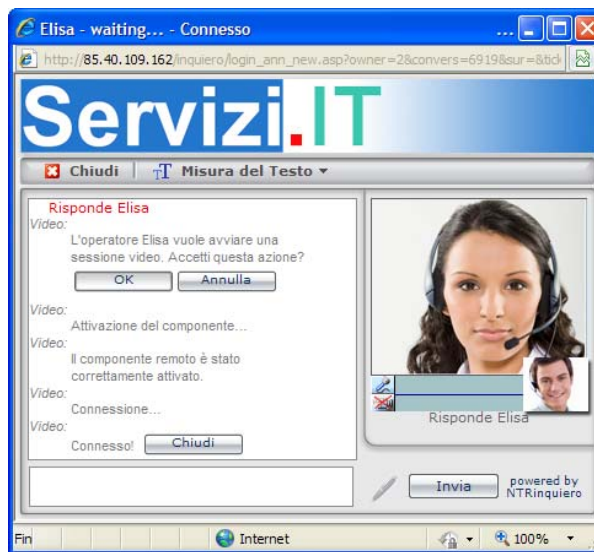 Elisa - waiting... - Connesso
...
http://85.40.109.162/inquiero/login_ann_new.asp?owner=2&convers=6919&sur=&tick
Servizi.IT
Chiudi
Misura del Testo
Risponde Elisa
Video:
L'operatore Elisa vuole avviare una
sessione video. Accetti questa azione?
OK Annulla
Video:
Attivazione del componente...
Video:
Il componente remoto è stato
correttamente attivato.
Video:
Connessione...
Video:
Connesso! Chiudi
Risponde Elisa
Invia
powered by
NTRinquiero
Fin
Internet
100%